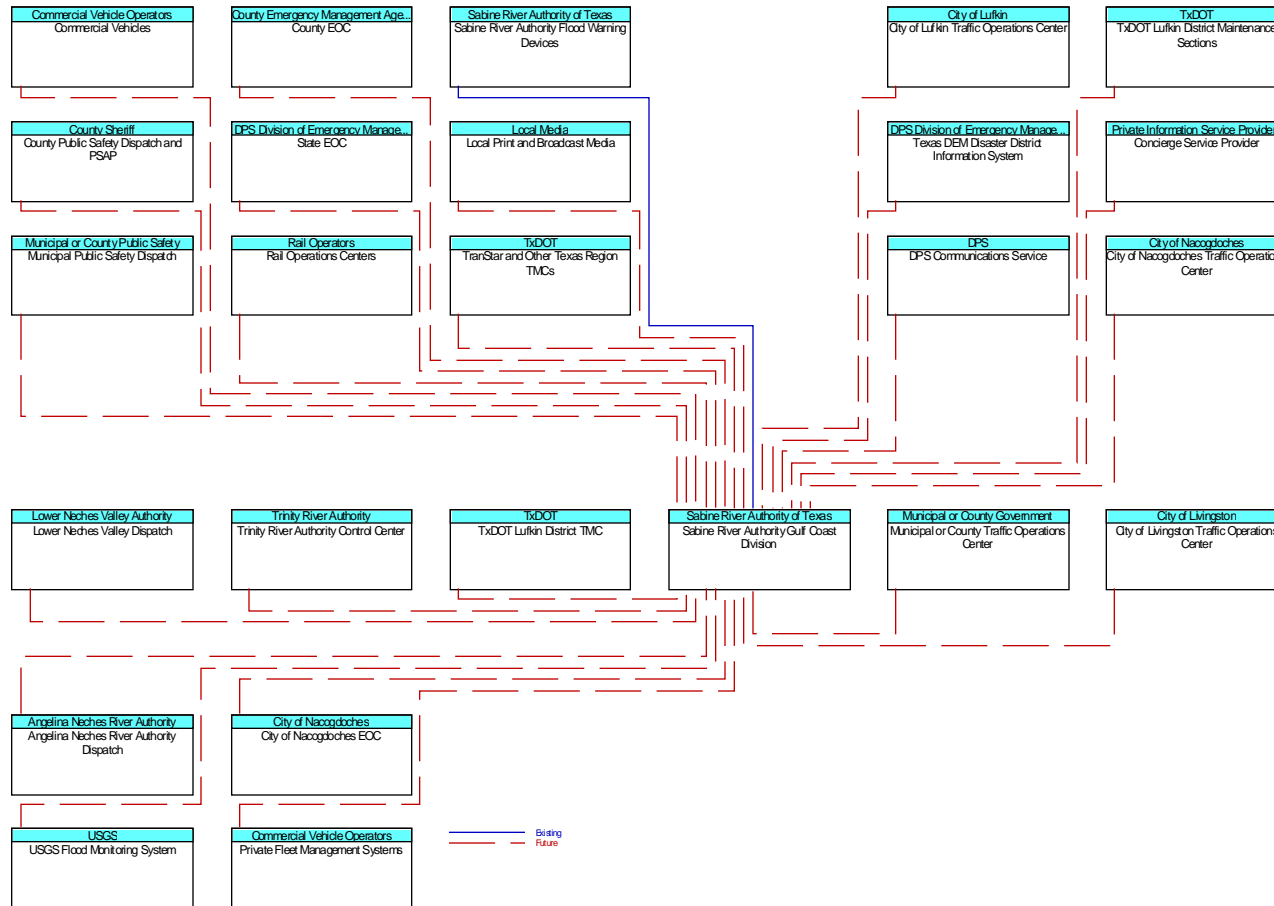 Commercial Vehicle Operators
Commercial Vehicles
County Emergency Management Age...
County EOC
Sabine River Authority of Texas
Sabine River Authority Flood Warning
Devices
City of Lufkin
City of Lufkin Traffic Operations Center
TxDOT
TxDOT Lufkin District Maintenance
Sections
County Sheriff
County Public Safety Dispatch and
PSAP
DPS Division of Emergency Manage...
State EOC
Local Media
Local Print and Broadcast Media
DPS Division of Emergency Manage...
Texas DEM Disaster District
Information System
Private Information Service Provider
Concierge Service Provider
Municipal or County Public Safety
Municipal Public Safety Dispatch
Rail Operators
Rail Operations Centers
TxDOT
TranStar and Other Texas Region
TMCs
DPS
DPS Communications Service
City of Nacogdoches
City of Nacogdoches Traffic Operatio
Center
Lower Neches Valley Authority
Lower Neches Valley Dispatch
Trinity River Authority
Trinity River Authority Control Center
TxDOT
TxDOT Lufkin District TMC
Sabine River Authority of Texas
Sabine River Authority Gulf Coast
Division
Municipal or County Government
Municipal or County Traffic Operations
Center
City of Livingston
City of Livingston Traffic Operations
Center
Angelina Neches River Authority
Angelina Neches River Authority
Dispatch
City of Nacogdoches
City of Nacogdoches EOC
USGS
USGS Flood Monitoring System
Commercial Vehicle Operators
Private Fleet Management Systems
Existing
Future